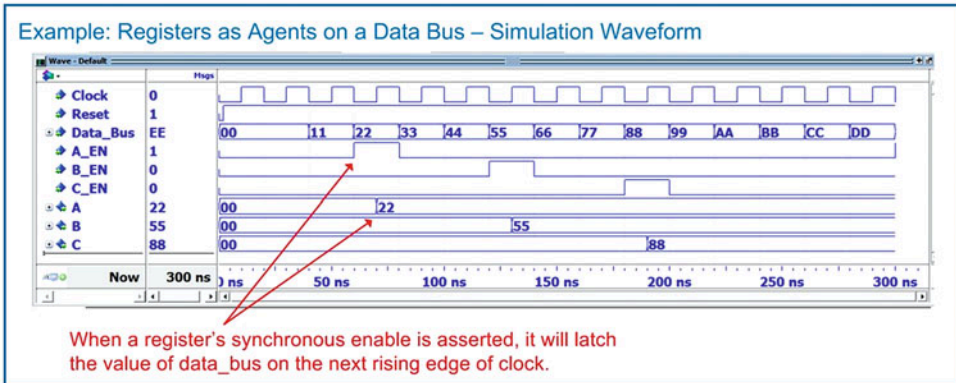 Example: Registers as Agents on a Data Bus – Simulation Waveform
Wave - Default
Msgs
Clock 0
Reset 1
Data_Bus EE 00 11 22 33 44 55 66 77 88 99 AA BB CC DD
A_EN 1
B_EN 0
C_EN 0
A 22 00 22
B 55 00 55
C 88 00 88
Now 300 ns 0 ns 50 ns 100 ns 150 ns 200 ns 250 ns 300 ns
When a register's synchronous enable is asserted, it will latch
the value of data_bus on the next rising edge of clock.